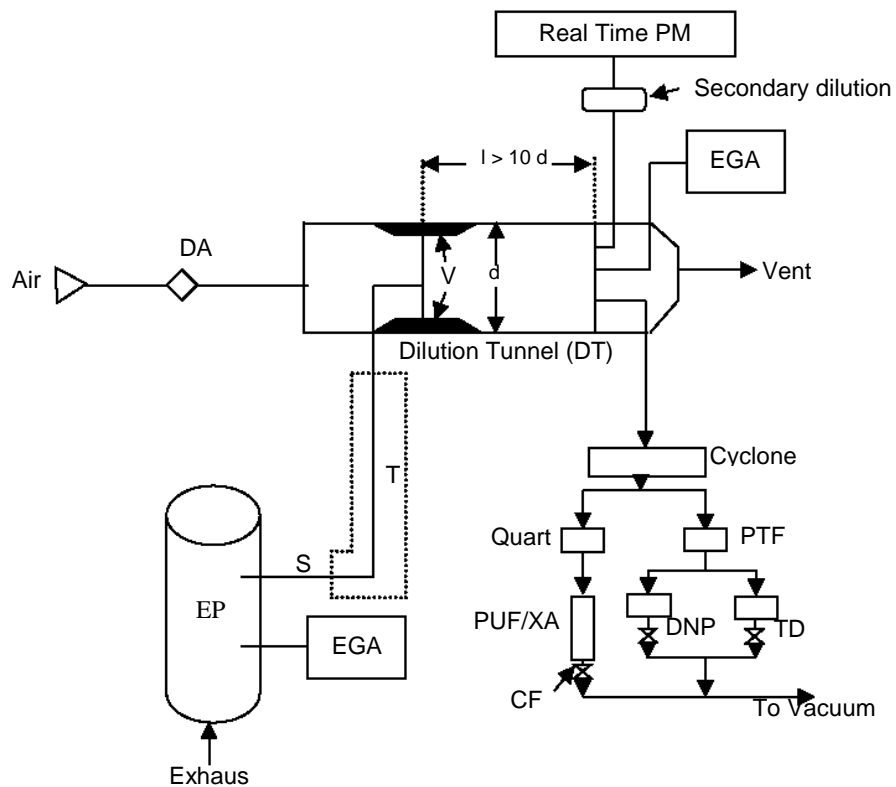 Real Time PM
Secondary dilution
EGA
l > 10 d
DA
Air
V
d
Vent
Dilution Tunnel (DT)
Cyclone
T
Quart
PTF
S
EP
EGA
PUF/XA
DNP
TD
CF
To Vacuum
Exhaus